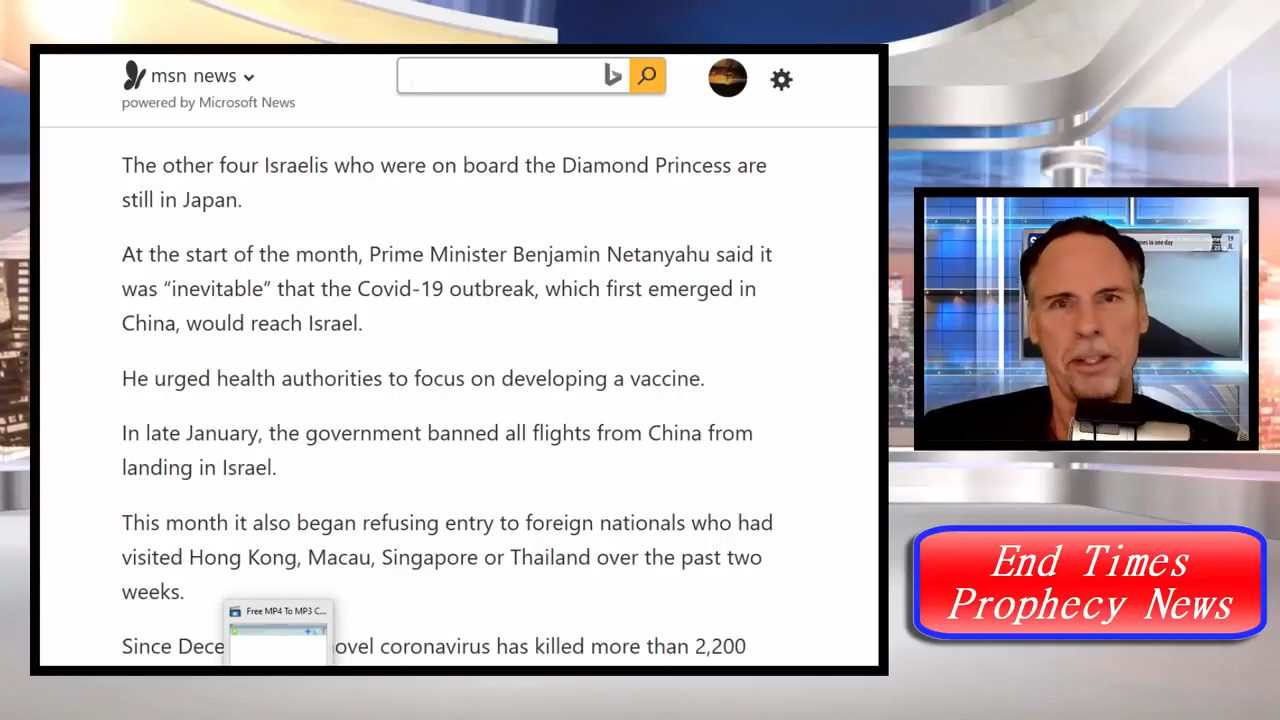 msn news
powered by Microsoft News
The other four Israelis who were on board the Diamond Princess are
still in Japan.
At the start of the month, Prime Minister Benjamin Netanyahu said it
was “inevitable” that the Covid-19 outbreak, which first emerged in
China, would reach Israel.
He urged health authorities to focus on developing a vaccine.
In late January, the government banned all flights from China from
landing in Israel.
This month it also began refusing entry to foreign nationals who had
visited Hong Kong, Macau, Singapore or Thailand over the past two
weeks.
Free MP4 To MP3 C...
Since Dece ovel coronavirus has killed more than 2,200
in one day
19
End Times
Prophecy News